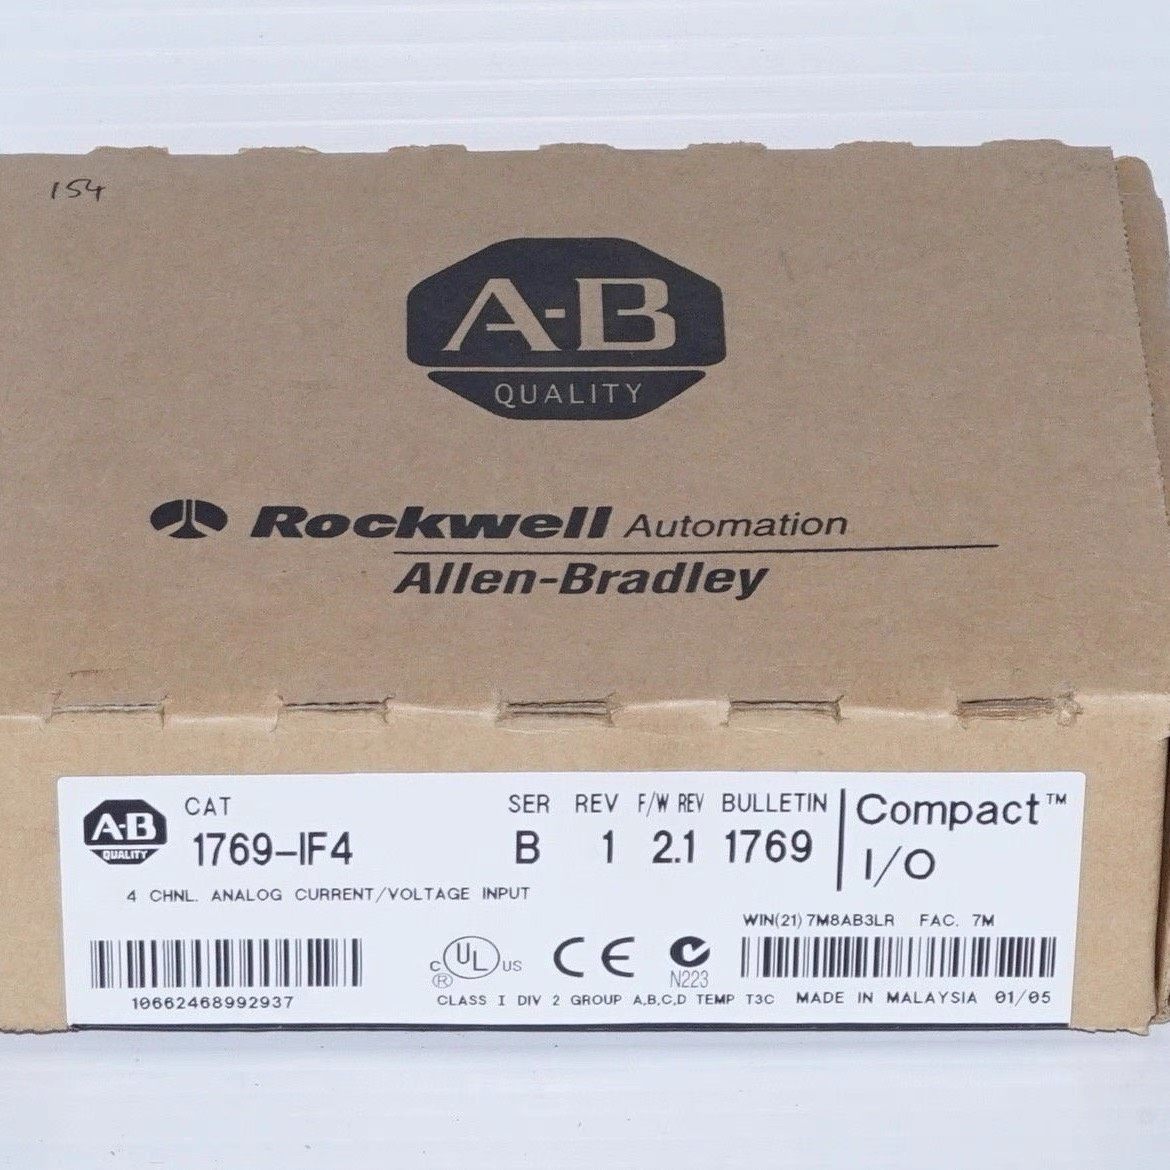 154
A-B
QUALITY
Rockwell Automation
Allen-Bradley
A-B
QUALITY
CAT SER REV F/W REV BULLETIN
1769-IF4 B 1 2.1 1769
Compact™
I/O
4 CHNL. ANALOG CURRENT/VOLTAGE INPUT
WIN(21) 7M8AB3LR FAC. 7M
C UL US
®
CE
N223
10662468992937
CLASS I DIV 2 GROUP A,B,C,D TEMP T3C MADE IN MALAYSIA 01/05